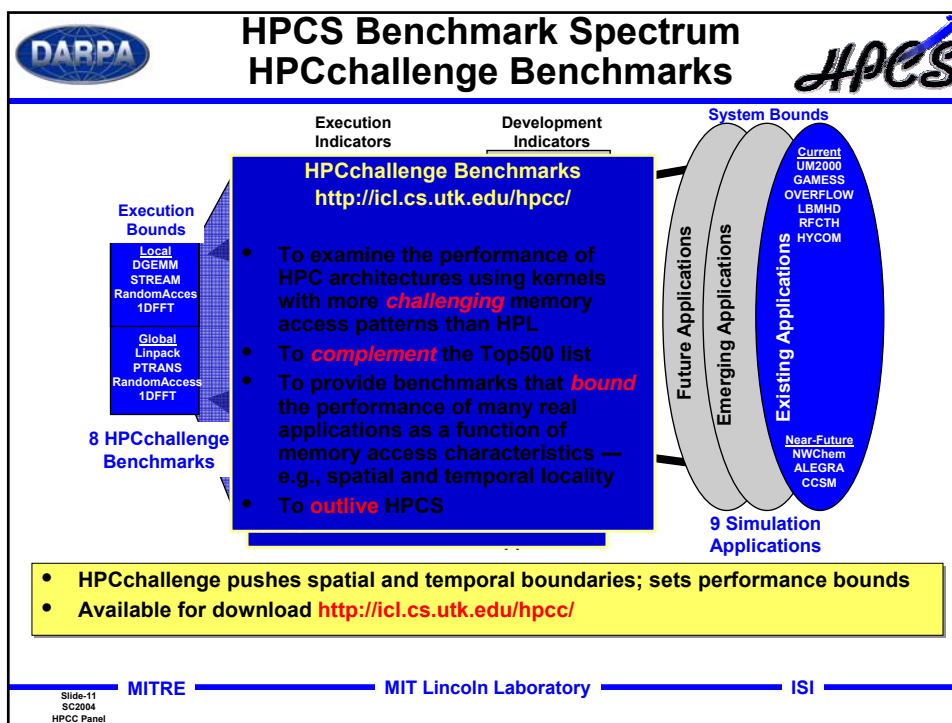 DARPA
HPCS Benchmark Spectrum
HPCchallenge Benchmarks
HPCS
Execution
Indicators
Development
Indicators
System Bounds
HPCchallenge Benchmarks
http://icl.cs.utk.edu/hpcc/
• To examine the performance of
HPC architectures using kernels
with more challenging memory
access patterns than HPL
• To complement the Top500 list
• To provide benchmarks that bound
the performance of many real
applications as a function of
memory access characteristics —
e.g., spatial and temporal locality
• To outlive HPCS
Execution
Bounds
Local
DGEMM
STREAM
RandomAcces
1DFFT
Global
Linpack
PTRANS
RandomAccess
1DFFT
8 HPCchallenge
Benchmarks
Future Applications
Emerging Applications
Existing Applications
Current
UM2000
GAMESS
OVERFLOW
LBMHD
RFCTH
HYCOM
Near-Future
NWChem
ALEGRA
CCSM
9 Simulation
Applications
• HPCchallenge pushes spatial and temporal boundaries; sets performance bounds
• Available for download http://icl.cs.utk.edu/hpcc/
MITRE
MIT Lincoln Laboratory
ISI
Slide-11
SC2004
HPCC Panel